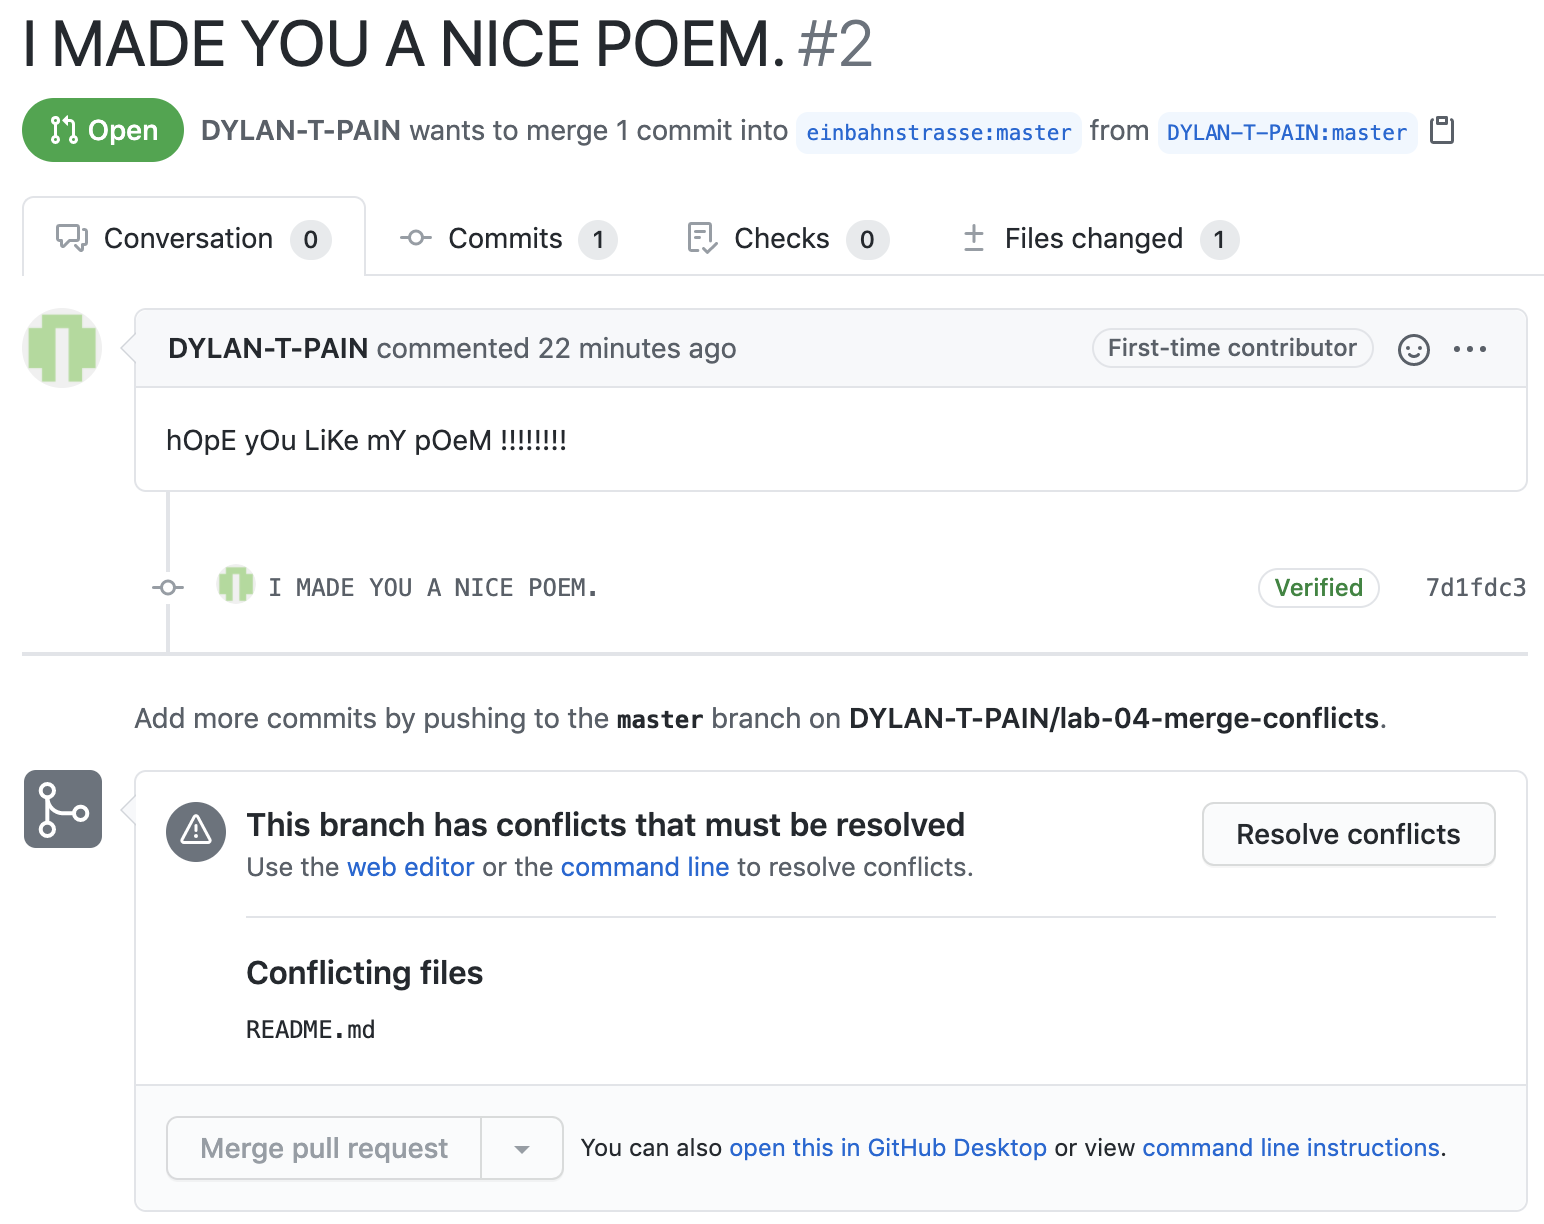 I MADE YOU A NICE POEM. #2
Open DYLAN-T-PAIN wants to merge 1 commit into einbahnstrasse:master from DYLAN-T-PAIN:master
Conversation 0 Commits 1 Checks 0 Files changed 1
DYLAN-T-PAIN commented 22 minutes ago First-time contributor
hOpE yOu LiKe mY pOeM !!!!!!!!
I MADE YOU A NICE POEM. Verified 7d1fdc3
Add more commits by pushing to the master branch on DYLAN-T-PAIN/lab-04-merge-conflicts.
This branch has conflicts that must be resolved
Resolve conflicts
Use the web editor or the command line to resolve conflicts.
Conflicting files
README.md
Merge pull request You can also open this in GitHub Desktop or view command line instructions.